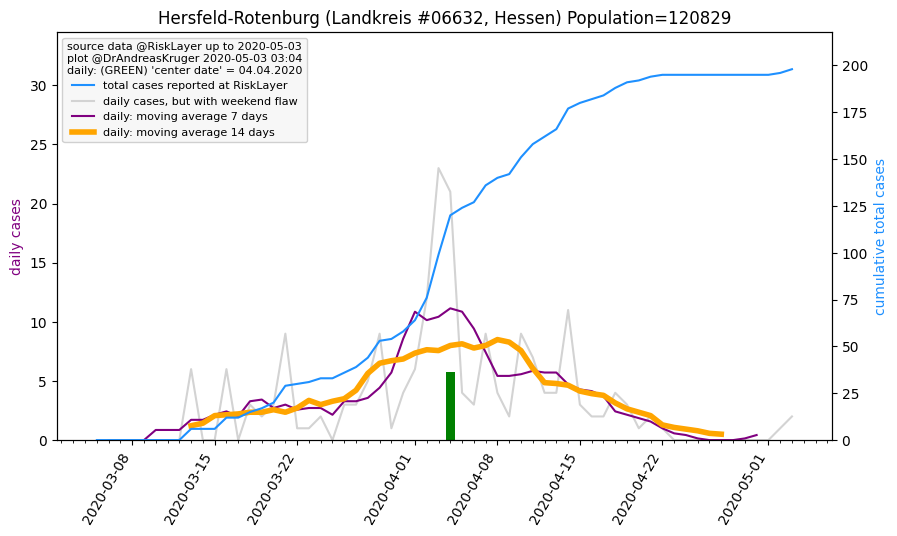 Hersfeld-Rotenburg (Landkreis #06632, Hessen) Population=120829
source data @RiskLayer up to 2020-05-03
plot @DrAndreasKruger 2020-05-03 03:04
daily: (GREEN) 'center date' = 04.04.2020
total cases reported at RiskLayer
daily cases, but with weekend flaw
daily: moving average 7 days
daily: moving average 14 days
daily cases
30
25
20
15
10
5
0
cumulative total cases
200
175
150
125
100
75
50
25
0
2020-03-08
2020-03-15
2020-03-22
2020-04-01
2020-04-08
2020-04-15
2020-04-22
2020-05-01